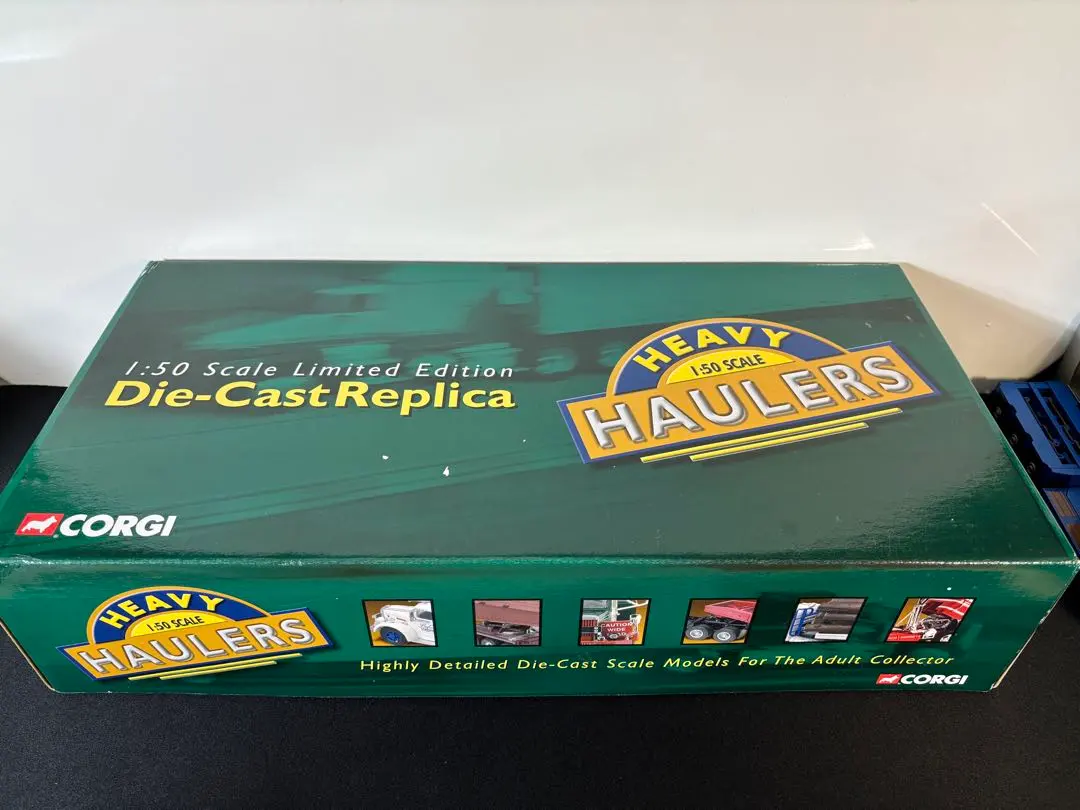 1:50 Scale Limited Edition
Die-Cast Replica
HEAVY
1:50 SCALE
HAULERS
CORGI
HEAVY
1:50 SCALE
HAULERS
CAUTION
WIDE
Highly Detailed Die-Cast Scale Models For The Adult Collector
CORGI